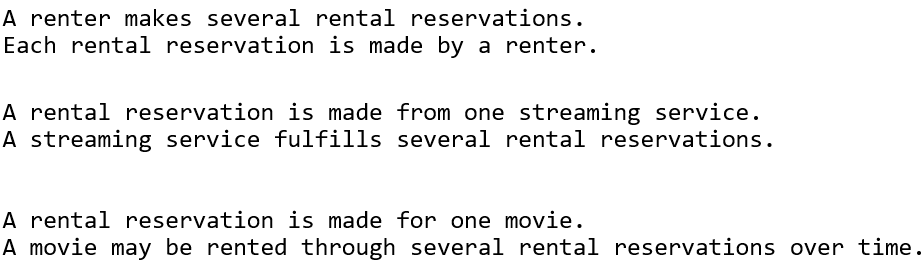 A renter makes several rental reservations.
Each rental reservation is made by a renter.
A rental reservation is made from one streaming service.
A streaming service fulfills several rental reservations.
A rental reservation is made for one movie.
A movie may be rented through several rental reservations over time.